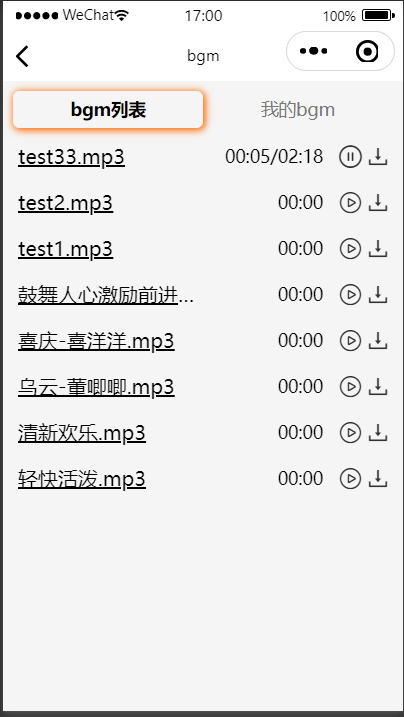 WeChat 17:00 100%
bgm
bgm列表 我的bgm
test33.mp3 00:05/02:18
test2.mp3 00:00
test1.mp3 00:00
鼓舞人心激励前进... 00:00
喜庆-喜洋洋.mp3 00:00
乌云-董唧唧.mp3 00:00
清新欢乐.mp3 00:00
轻快活泼.mp3 00:00